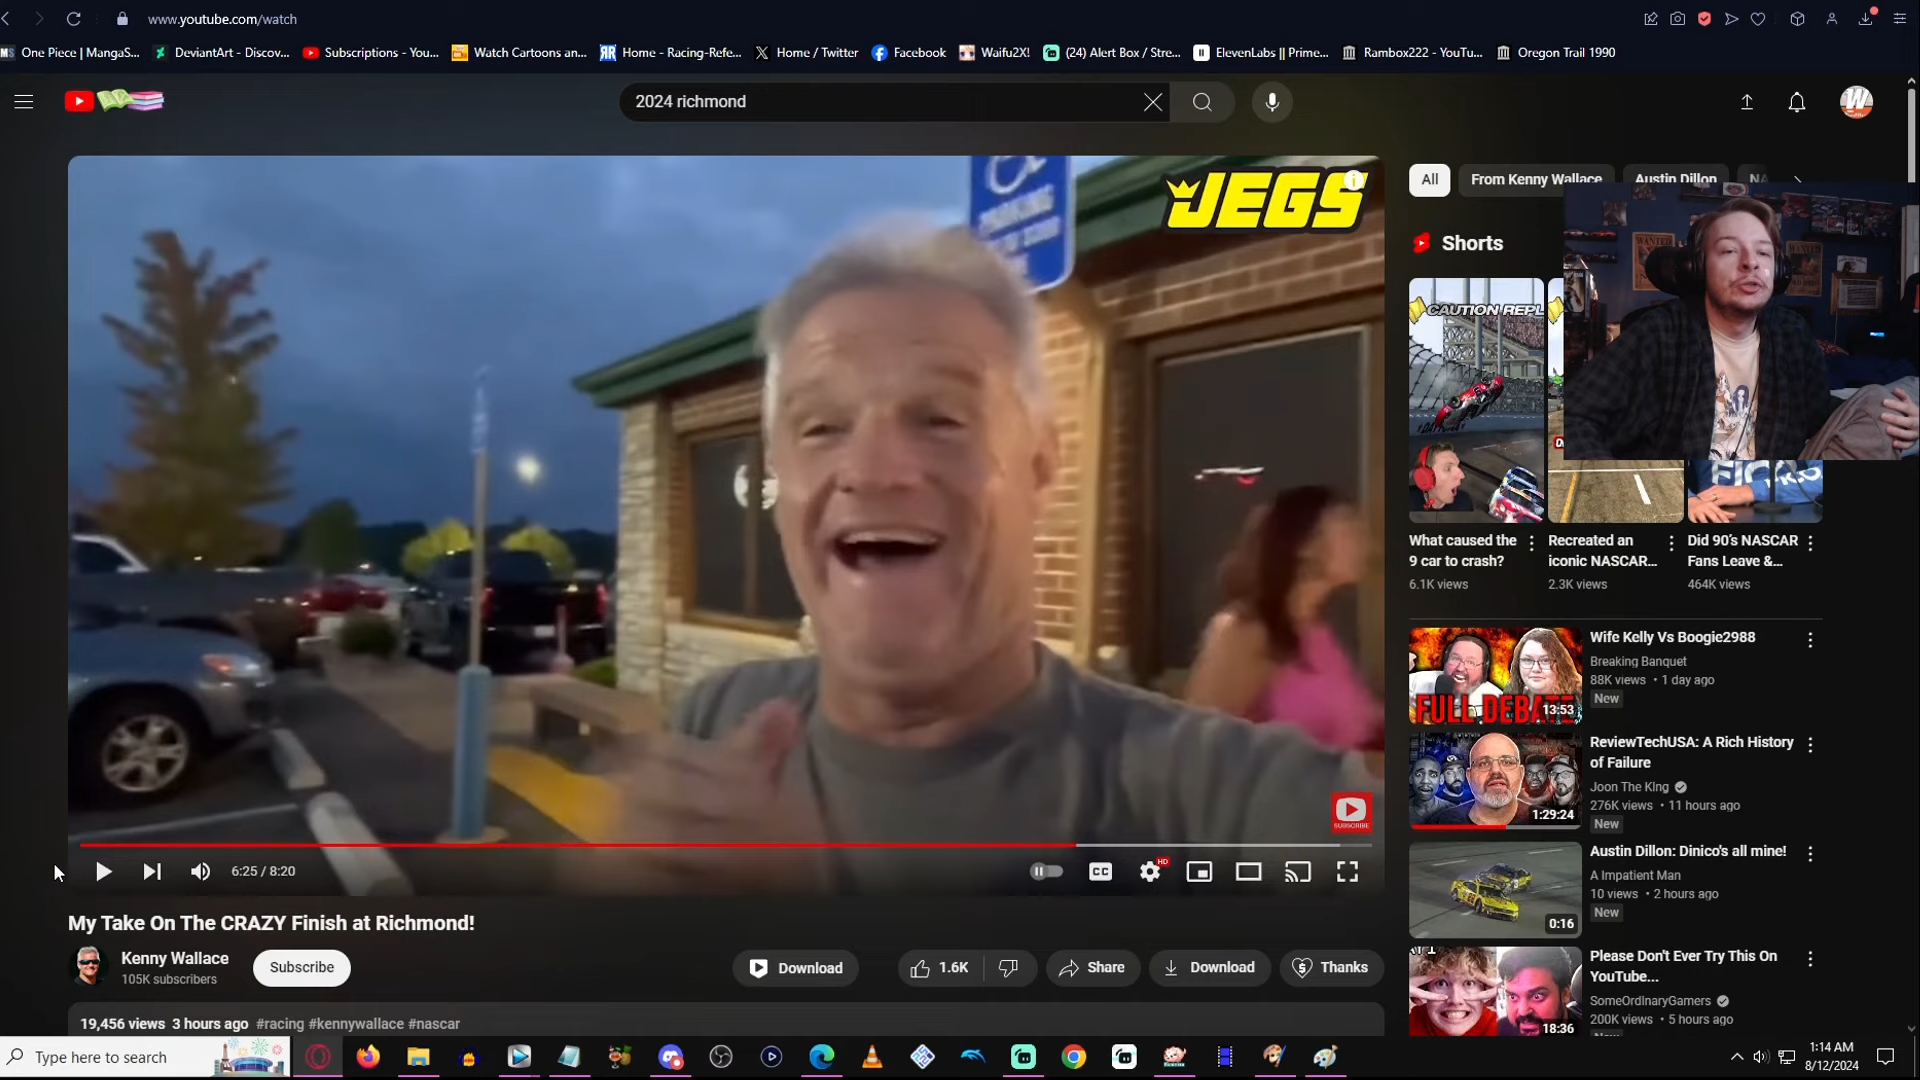 www.youtube.com/watch
One Piece | MangaS...
DeviantArt - Discov...
Subscriptions - You...
Watch Cartoons an...
Home - Racing-Refe...
Home / Twitter
Facebook
Waifu2X!
(24) Alert Box / Stre...
ElevenLabs || Prime...
Rambox222 - YouTu...
Oregon Trail 1990
2024 richmond
JEGS
PARKING
All
From Kenny Wallace
Austin Dillon
Shorts
CAUTION REPL
What caused the
9 car to crash?
6.1K views
Recreated an
iconic NASCAR...
2.3K views
Did 90's NASCAR
Fans Leave &...
464K views
WANTED
WANTED
SUBSCRIBE
6:25 / 8:20
CC
HD
My Take On The CRAZY Finish at Richmond!
Kenny Wallace
105K subscribers
Subscribe
Download
1.6K
Share
Download
Thanks
19,456 views 3 hours ago #racing #kennywallace #nascar
FULL DEBATE
13:53
Wife Kelly Vs Boogie2988
Breaking Banquet
88K views • 1 day ago
New
1:29:24
ReviewTechUSA: A Rich History
of Failure
Joon The King
276K views • 11 hours ago
New
0:16
Austin Dillon: Dinico's all mine!
A Impatient Man
10 views • 2 hours ago
New
18:36
Please Don't Ever Try This On
YouTube...
SomeOrdinaryGamers
200K views • 5 hours ago
Type here to search
1:14 AM
8/12/2024